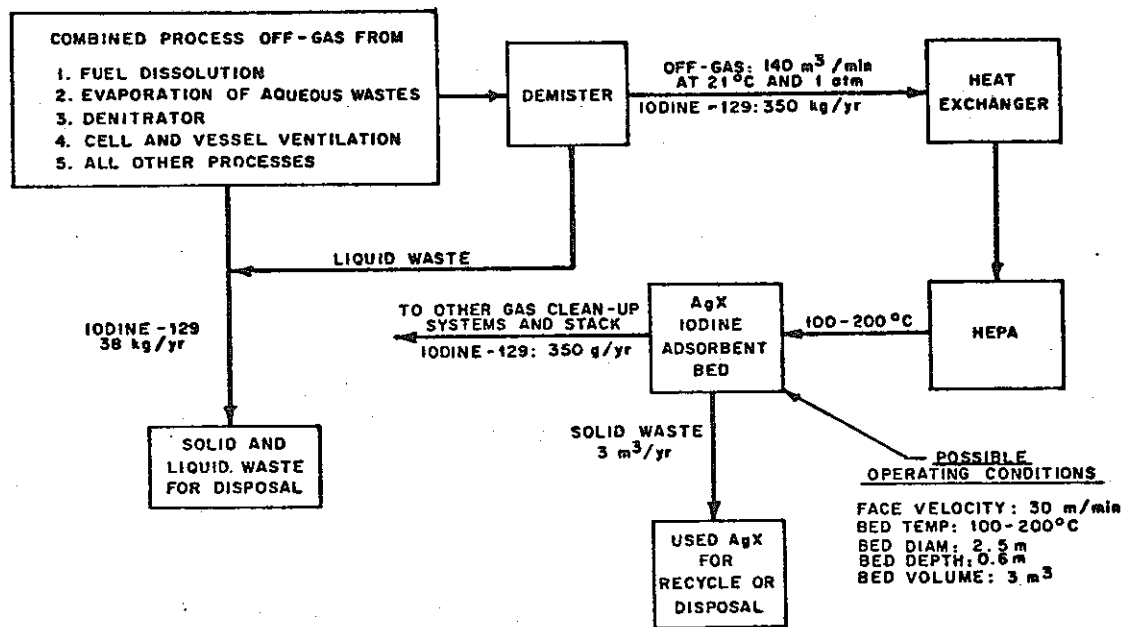 COMBINED PROCESS OFF-GAS FROM
1. FUEL DISSOLUTION
2. EVAPORATION OF AQUEOUS WASTES
3. DENITRATOR
4. CELL AND VESSEL VENTILATION
5. ALL OTHER PROCESSES
DEMISTER
OFF-GAS: 140 m³/min
AT 21°C AND 1 atm
IODINE-129: 350 kg/yr
HEAT
EXCHANGER
LIQUID WASTE
IODINE-129
38 kg/yr
TO OTHER GAS CLEAN-UP
SYSTEMS AND STACK
IODINE-129: 350 g/yr
AgX
IODINE
ADSORBENT
BED
100-200°C
HEPA
SOLID AND
LIQUID. WASTE
FOR DISPOSAL
SOLID WASTE
3 m³/yr
POSSIBLE
OPERATING CONDITIONS
FACE VELOCITY: 30 m/min
BED TEMP: 100-200°C
BED DIAM: 2.5 m
BED DEPTH: 0.6 m
BED VOLUME: 3 m³
USED AgX
FOR
RECYCLE OR
DISPOSAL